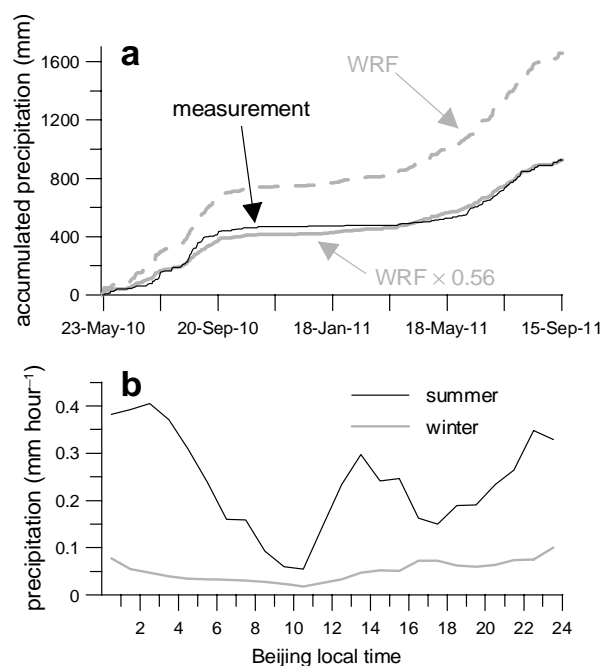 a
accumulated precipitation (mm)
1600
1200
800
400
0
WRF
measurement
WRF × 0.56
23-May-10 20-Sep-10 18-Jan-11 18-May-11 15-Sep-11
b
precipitation (mm hour⁻¹)
0.4
0.3
0.2
0.1
0
summer
winter
2 4 6 8 10 12 14 16 18 20 22 24
Beijing local time